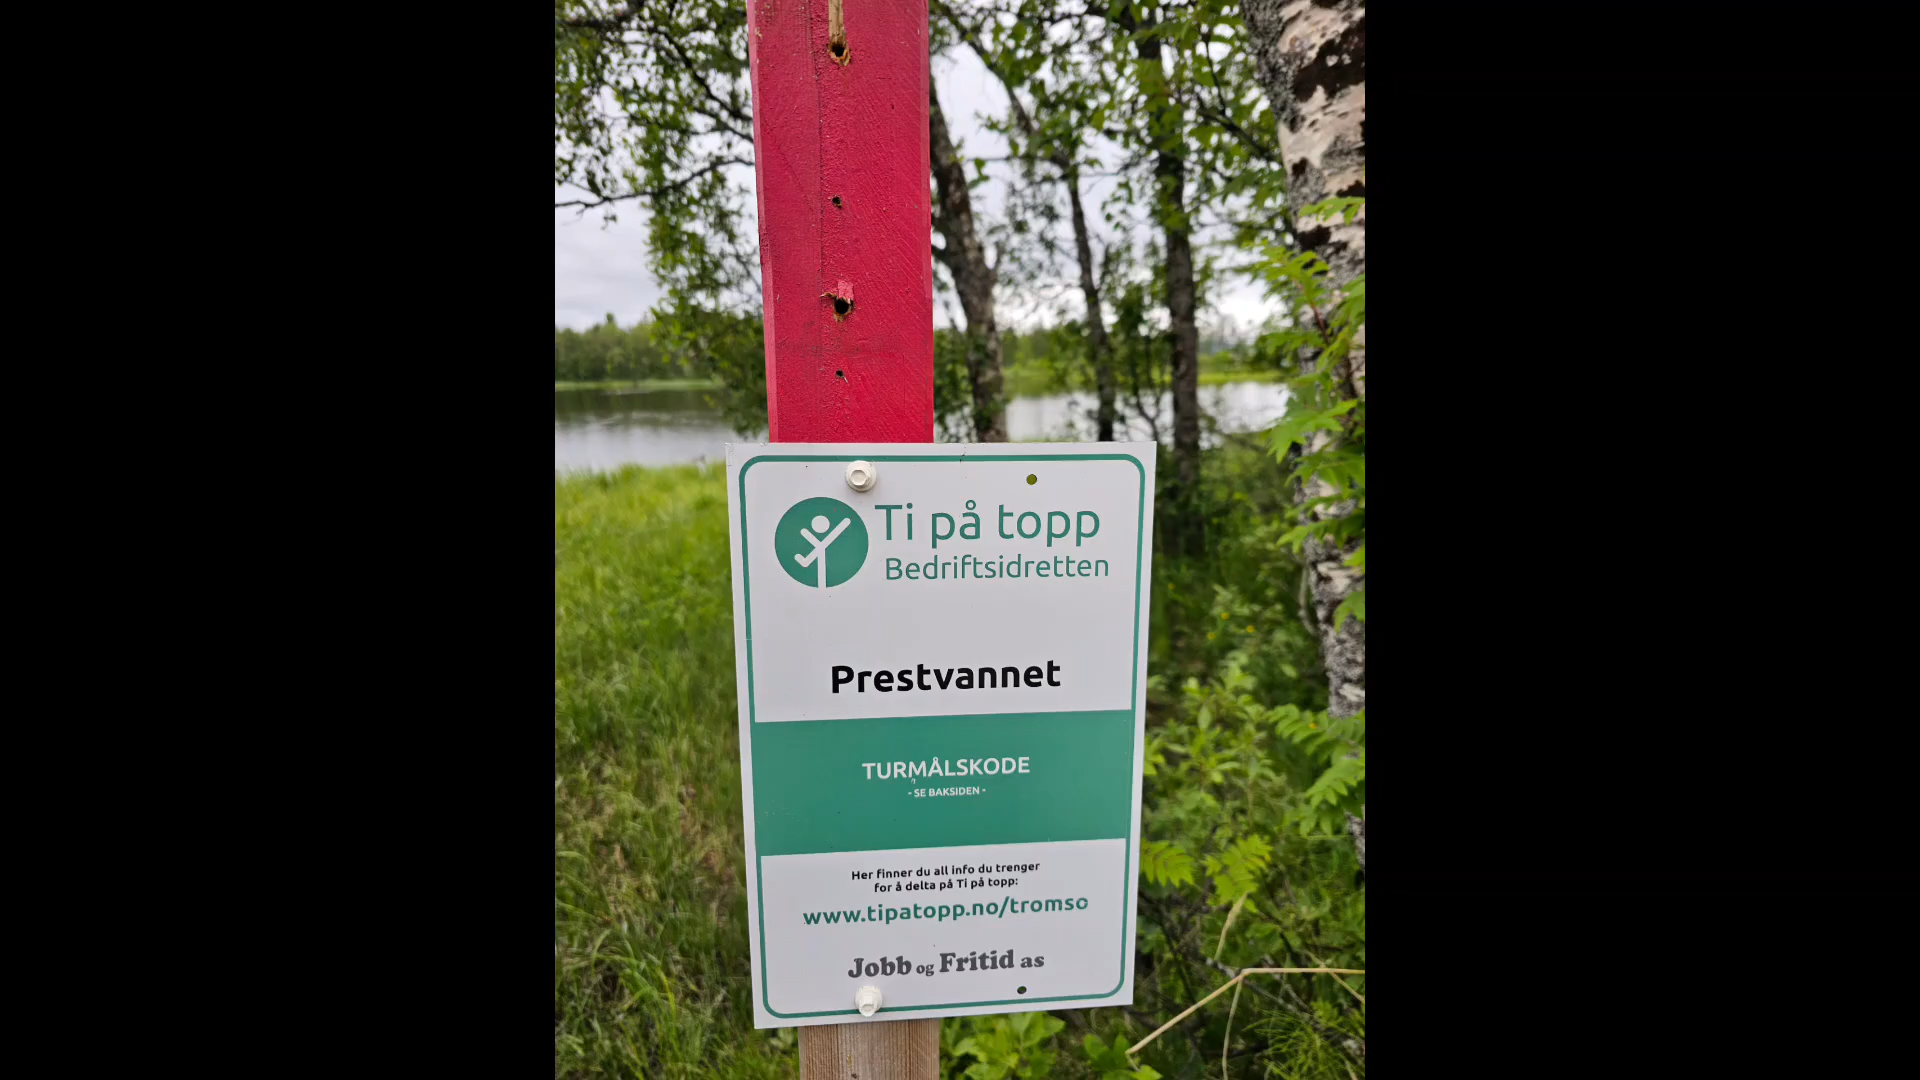 Ti på topp
Bedriftsidretten
Prestvannet
TURMÅLSKODE
- SE BAKSIDEN -
Her finner du all info du trenger
for å delta på Ti på topp:
www.tipatopp.no/tromso
Jobb og Fritid as